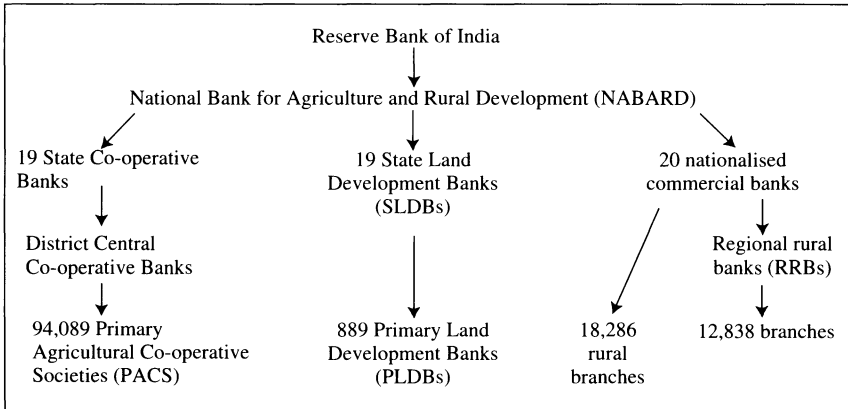 Reserve Bank of India
National Bank for Agriculture and Rural Development (NABARD)
19 State Co-operative
Banks
19 State Land
Development Banks
(SLDBs)
20 nationalised
commercial banks
District Central
Co-operative Banks
Regional rural
banks (RRBs)
94,089 Primary
Agricultural Co-operative
Societies (PACS)
889 Primary Land
Development Banks
(PLDBs)
18,286
rural
branches
12,838 branches